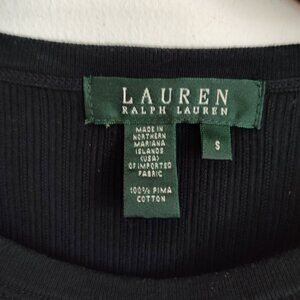 LAUREN
RALPH LAUREN
S
MADE IN
NORTHERN
MARIANA
ISLANDS
(USA)
OF IMPORTED
FABRIC
100% PIMA
COTTON